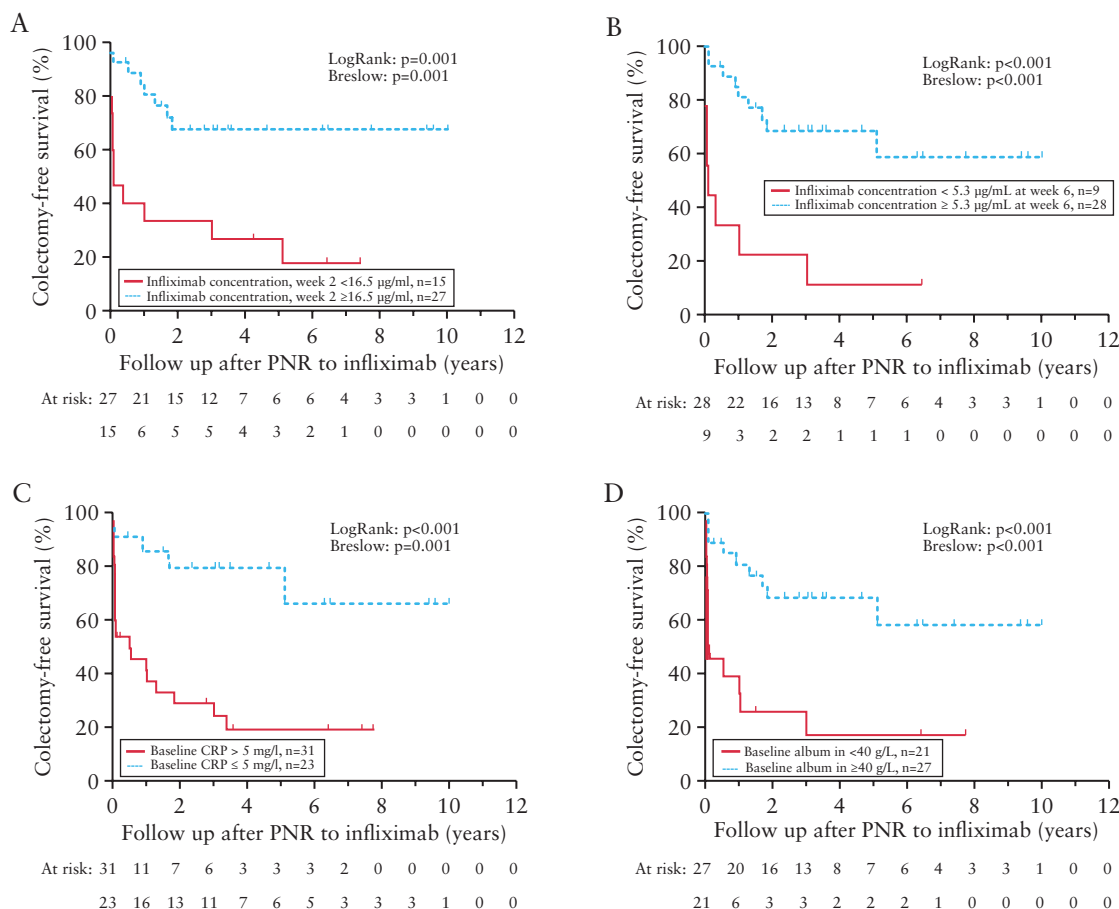 A
Colectomy-free survival (%)
100
80
60
40
20
0
LogRank: p=0.001
Breslow: p=0.001
Infliximab concentration, week 2 <16.5 µg/ml, n=15
Infliximab concentration, week 2 ≥16.5 µg/ml, n=27
0 2 4 6 8 10 12
Follow up after PNR to infliximab (years)
At risk: 27 21 15 12 7 6 6 4 3 3 1 0 0
15 6 5 5 4 3 2 1 0 0 0 0 0
B
Colectomy-free survival (%)
100
80
60
40
20
0
LogRank: p<0.001
Breslow: p<0.001
Infliximab concentration < 5.3 µg/mL at week 6, n=9
Infliximab concentration ≥ 5.3 µg/mL at week 6, n=28
0 2 4 6 8 10 12
Follow up after PNR to infliximab (years)
At risk: 28 22 16 13 8 7 6 4 3 3 1 0 0
9 3 2 2 1 1 1 0 0 0 0 0 0
C
Colectomy-free survival (%)
100
80
60
40
20
0
LogRank: p<0.001
Breslow: p=0.001
Baseline CRP > 5 mg/l, n=31
Baseline CRP ≤ 5 mg/l, n=23
0 2 4 6 8 10 12
Follow up after PNR to infliximab (years)
At risk: 31 11 7 6 3 3 3 2 0 0 0 0 0
23 16 13 11 7 6 5 3 3 3 1 0 0
D
Colectomy-free survival (%)
100
80
60
40
20
0
LogRank: p<0.001
Breslow: p<0.001
Baseline album in <40 g/L, n=21
Baseline album in ≥40 g/L, n=27
0 2 4 6 8 10 12
Follow up after PNR to infliximab (years)
At risk: 27 20 16 13 8 7 6 4 3 3 1 0 0
21 6 3 3 2 2 2 1 0 0 0 0 0